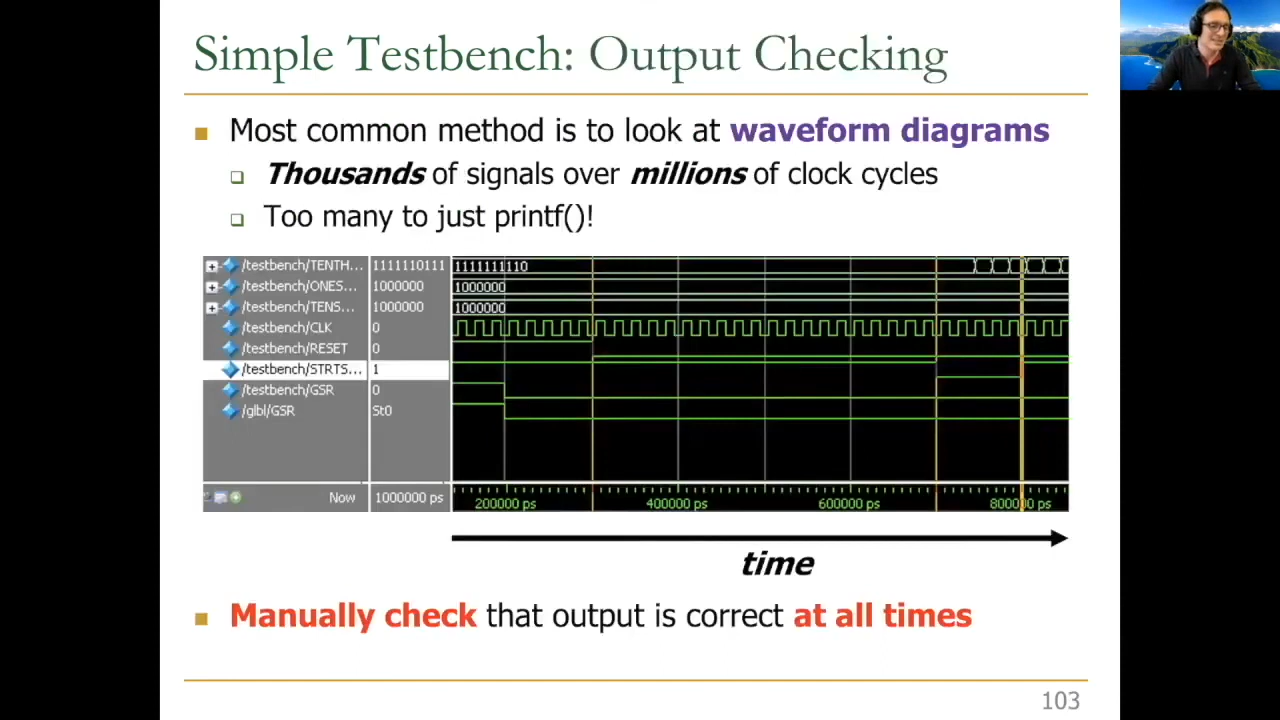 Simple Testbench: Output Checking
Most common method is to look at waveform diagrams
Thousands of signals over millions of clock cycles
Too many to just printf()!
/testbench/TENTH... 1111110111 1111111110
/testbench/ONES... 1000000 1000000
/testbench/TENS... 1000000 1000000
/testbench/CLK 0
/testbench/RESET 0
/testbench/STRTS... 1
/testbench/GSR 0
/glbl/GSR St0
Now 1000000 ps 200000 ps 400000 ps 600000 ps 800000 ps
time
Manually check that output is correct at all times
103